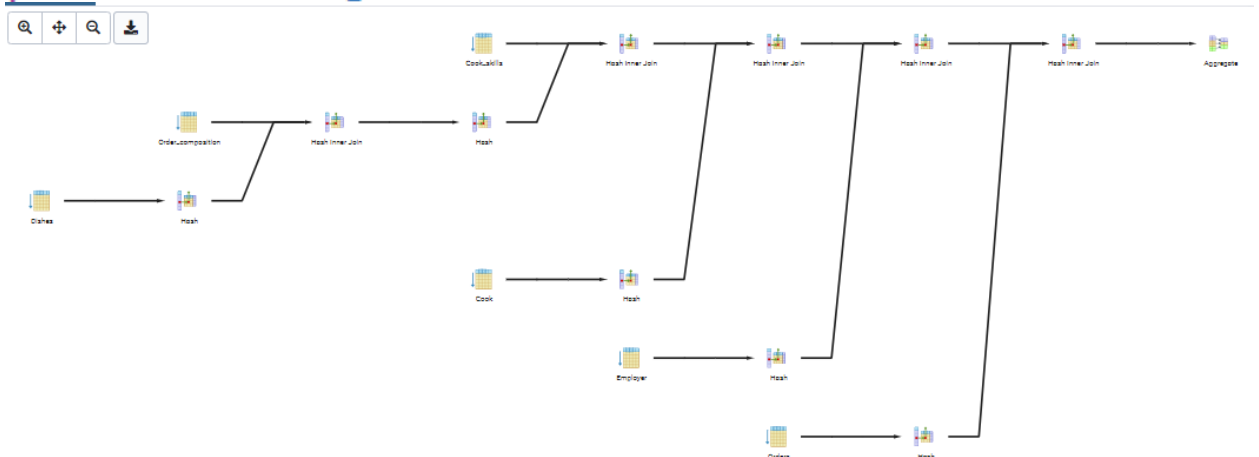 Cook_skills
Hash Inner Join
Hash Inner Join
Hash Inner Join
Hash Inner Join
Aggregate
Order_composition
Hash Inner Join
Hash
Dishes
Hash
Cook
Hash
Employer
Hash
Orders
Hash